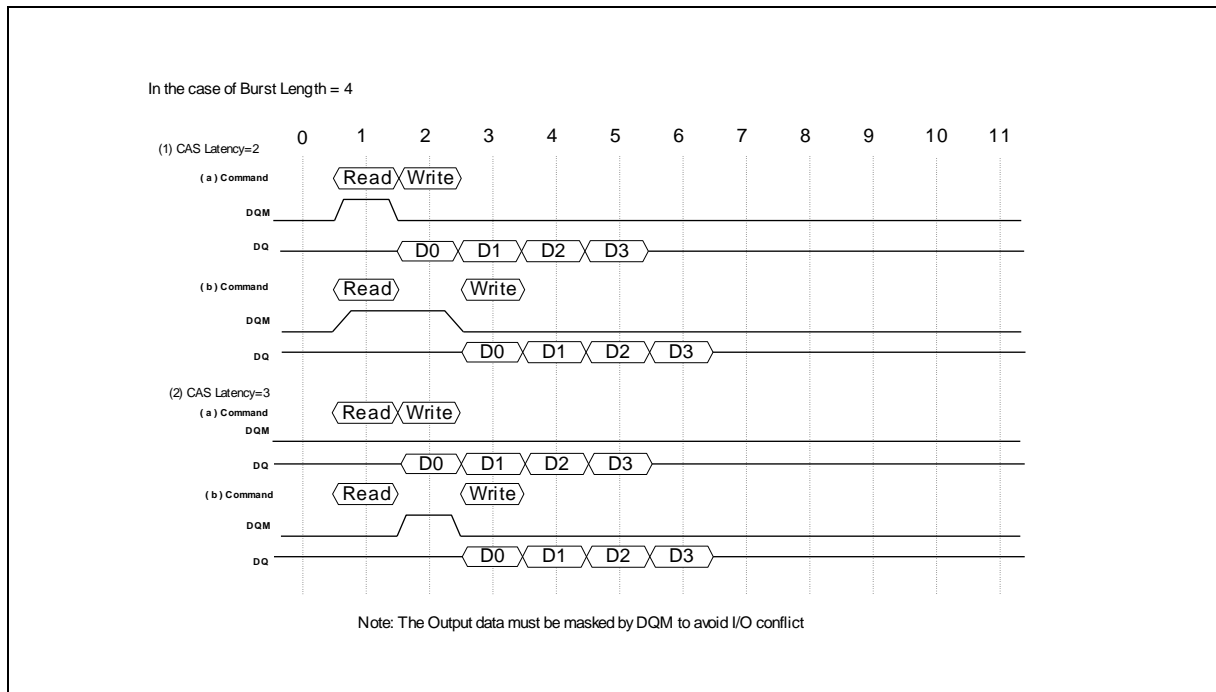 In the case of Burst Length = 4
0 1 2 3 4 5 6 7 8 9 10 11
(1) CAS Latency=2
( a ) Command Read Write
DQM
DQ D0 D1 D2 D3
( b ) Command Read Write
DQM
DQ D0 D1 D2 D3
(2) CAS Latency=3
( a ) Command Read Write
DQM
DQ D0 D1 D2 D3
( b ) Command Read Write
DQM
DQ D0 D1 D2 D3
Note: The Output data must be masked by DQM to avoid I/O conflict